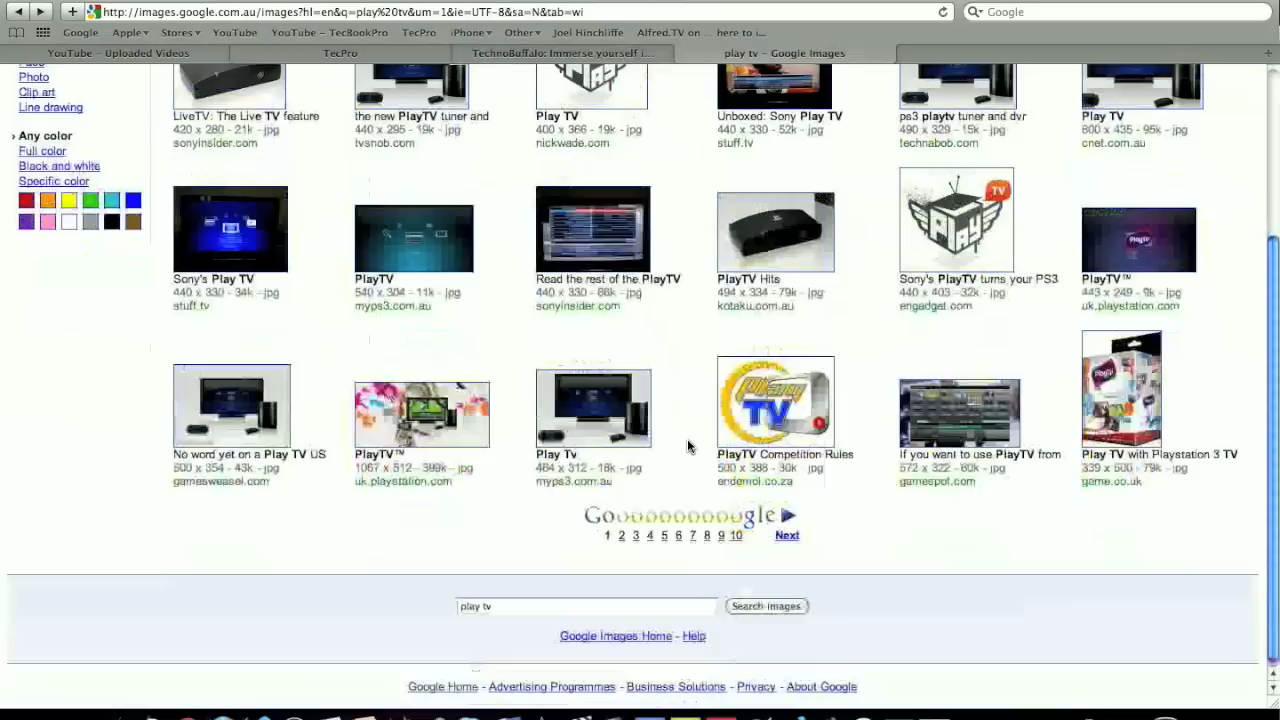 http://images.google.com.au/images?hl=en&q=play%20tv&um=1&ie=UTF-8&sa=N&tab=wi
Google
Google Apple Stores YouTube YouTube – TecBookPro TecPro iPhone Other Joel Hinchliffe Alfred.TV on ... here to i...
YouTube – Uploaded Videos TecPro TechnoBuffalo: Immerse yourself i... play tv – Google Images
Photo
Clip art
Line drawing
› Any color
Full color
Black and white
Specific color
LiveTV: The Live TV feature the new PlayTV tuner and Play TV Unboxed: Sony Play TV ps3 playtv tuner and dvr Play TV
420 x 280 - 21k - jpg 440 x 295 - 19k - jpg 400 x 366 - 19k - jpg 440 x 330 - 52k - jpg 490 x 329 - 15k - jpg 600 x 435 - 95k - jpg
sonyinsider.com tvsnob.com nickwade.com stuff.tv technabob.com cnet.com.au
TV
Play
PlayTV
Sony's Play TV PlayTV Read the rest of the PlayTV PlayTV Hits Sony's PlayTV turns your PS3 PlayTV™
440 x 330 - 34k - jpg 540 x 304 - 11k - jpg 440 x 330 - 66k - jpg 494 x 334 - 79k - jpg 440 x 403 - 32k - jpg 443 x 249 - 9k - jpg
stuff.tv myps3.com.au sonyinsider.com kotaku.com.au engadget.com uk.playstation.com
TV
No word yet on a Play TV US PlayTV™ Play Tv PlayTV Competition Rules If you want to use PlayTV from Play TV with Playstation 3 TV
500 x 354 - 43k - jpg 1067 x 512 - 399k - jpg 464 x 312 - 18k - jpg 500 x 388 - 30k - jpg 572 x 322 - 60k - jpg 339 x 500 - 79k - jpg
gamesweasel.com uk.playstation.com myps3.com.au endemol.co.za gamespot.com game.co.uk
Goooooooooogle
1 2 3 4 5 6 7 8 9 10 Next
play tv Search images
Google Images Home - Help
Google Home - Advertising Programmes - Business Solutions - Privacy - About Google